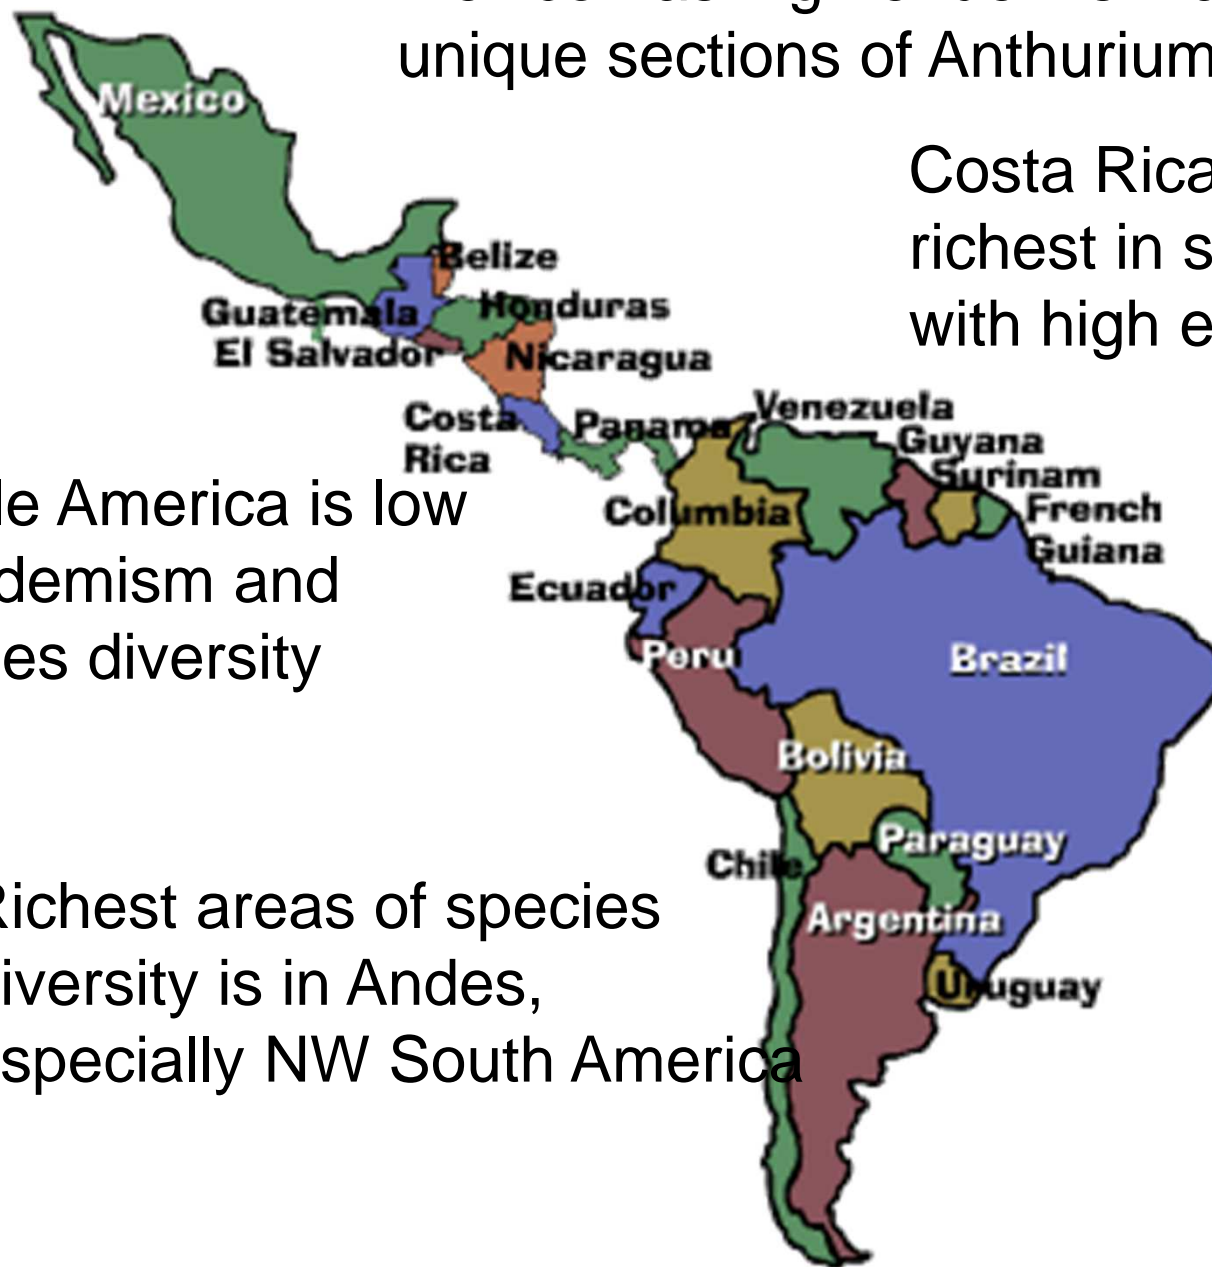 unique sections of Anthurium
Mexico
Costa Rica
richest in s
with high e
Belize
Guatemala
Honduras
El Salvador
Nicaragua
Costa
Rica
Panama
Venezuela
Guyana
Surinam
French
Guiana
Columbia
le America is low
demism and
es diversity
Ecuador
Peru
Brazil
Bolivia
Paraguay
Chile
Richest areas of species
iversity is in Andes,
specially NW South America
Argentina
Uruguay